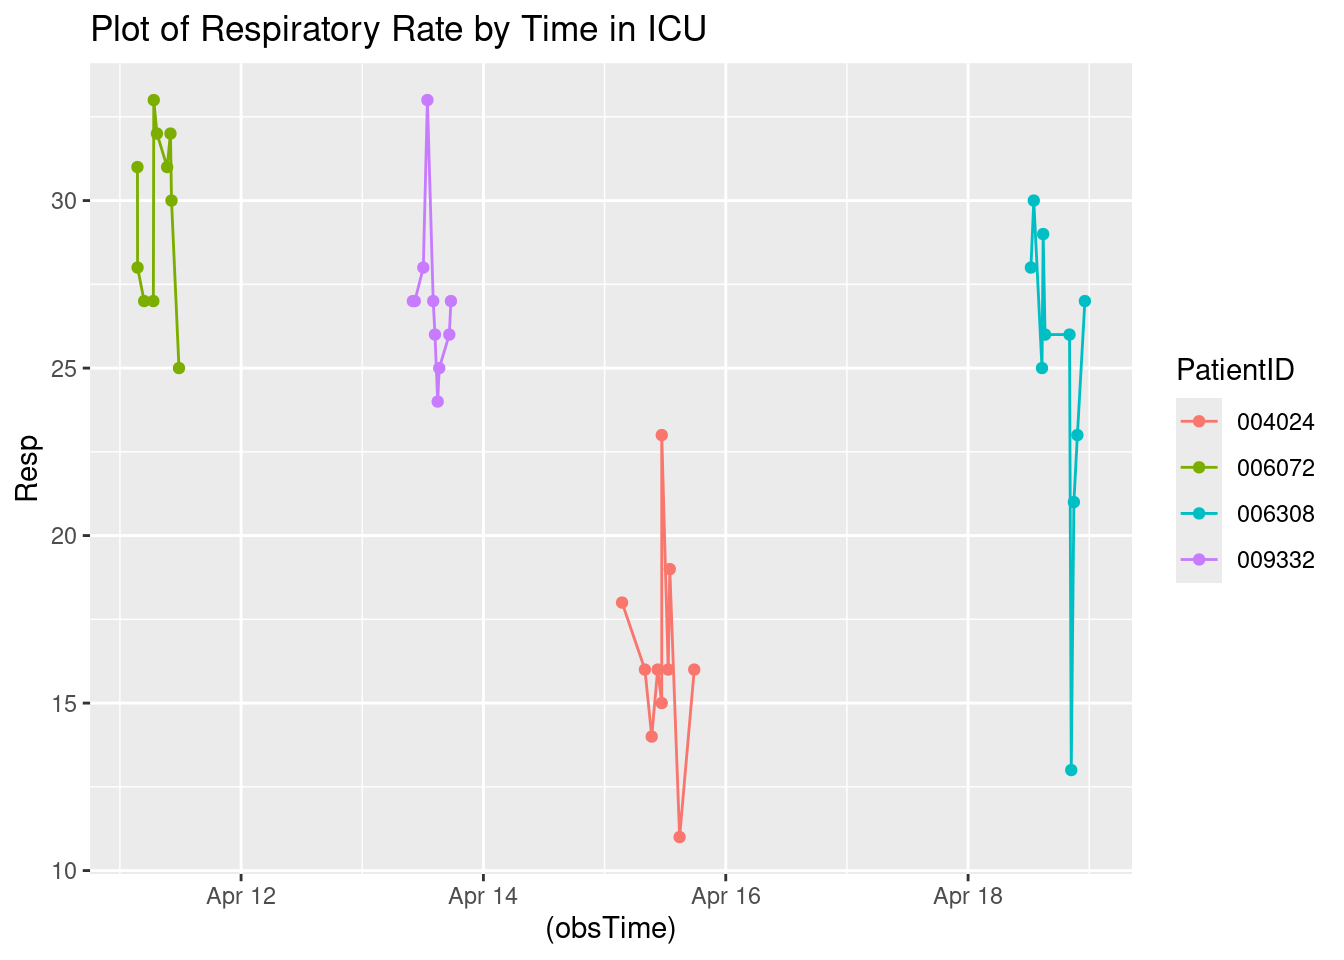 Plot of Respiratory Rate by Time in ICU
30
25
20
15
10
Resp
Apr 12
Apr 14
Apr 16
Apr 18
(obsTime)
PatientID
004024
006072
006308
009332